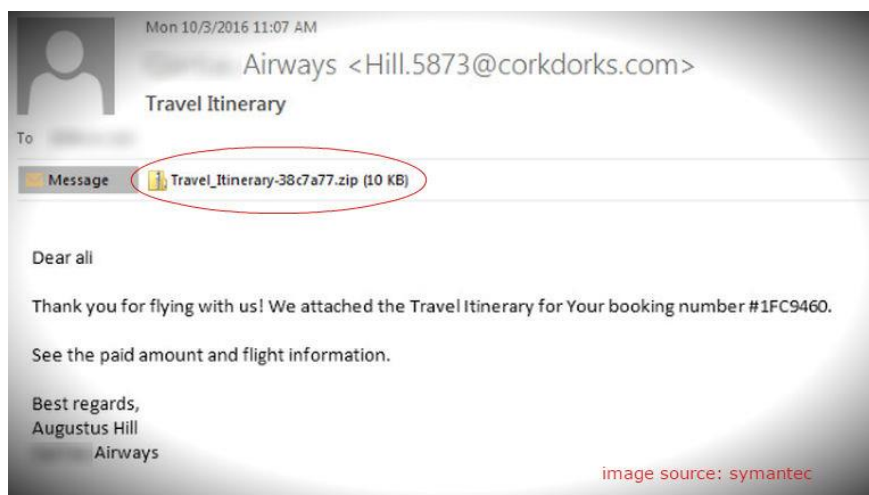 Mon 10/3/2016 11:07 AM
Airways <Hill.5873@corkdorks.com>
Travel Itinerary
To
Message Travel_Itinerary-38c7a77.zip (10 KB)
Dear ali
Thank you for flying with us! We attached the Travel Itinerary for Your booking number #1FC9460.
See the paid amount and flight information.
Best regards,
Augustus Hill
Airways
image source: symantec